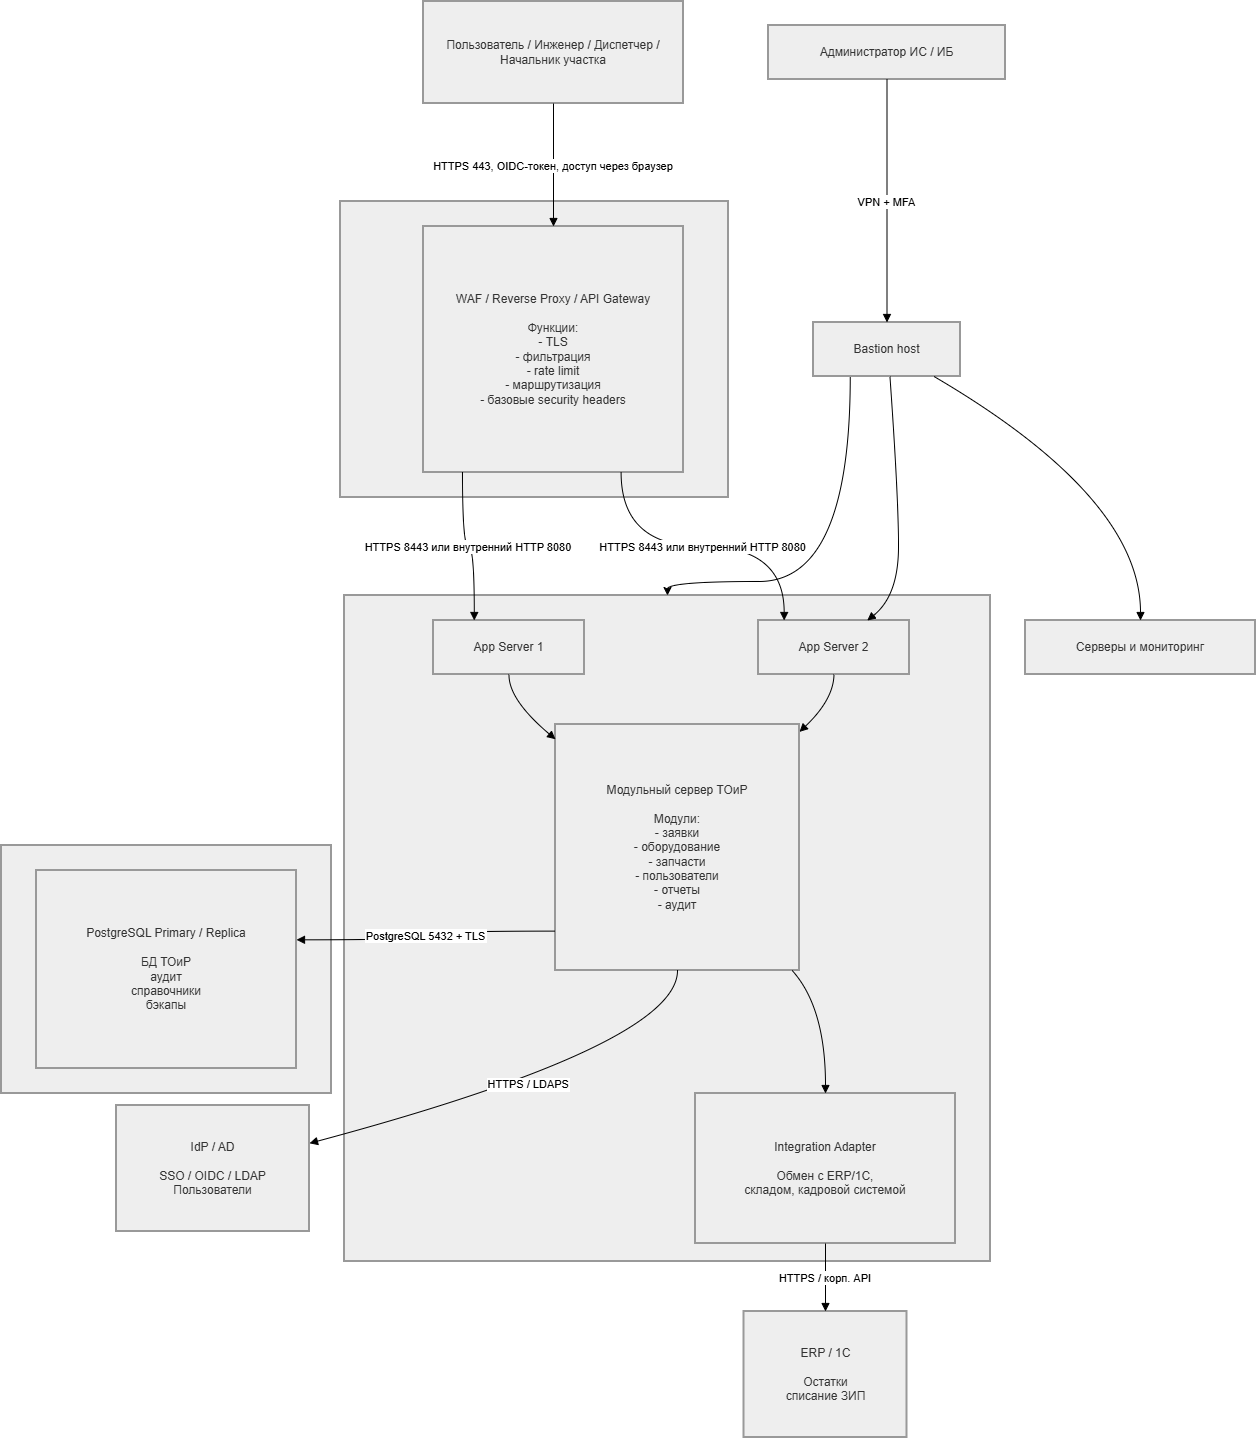 Пользователь / Инженер / Диспетчер /
Начальник участка
Администратор ИС / ИБ
HTTPS 443, OIDC-токен, доступ через браузер
VPN + MFA
WAF / Reverse Proxy / API Gateway
Функции:
- TLS
- фильтрация
- rate limit
- маршрутизация
- базовые security headers
Bastion host
HTTPS 8443 или внутренний HTTP 8080
HTTPS 8443 или внутренний HTTP 8080
App Server 1
App Server 2
Серверы и мониторинг
Модульный сервер ТОиР
Модули:
- заявки
- оборудование
- запчасти
- пользователи
- отчеты
- аудит
PostgreSQL 5432 + TLS
PostgreSQL Primary / Replica
БД ТОиР
аудит
справочники
бэкапы
HTTPS / LDAPS
IdP / AD
SSO / OIDC / LDAP
Пользователи
Integration Adapter
Обмен с ERP/1С,
складом, кадровой системой
HTTPS / корп. API
ERP / 1С
Остатки
списание ЗИП